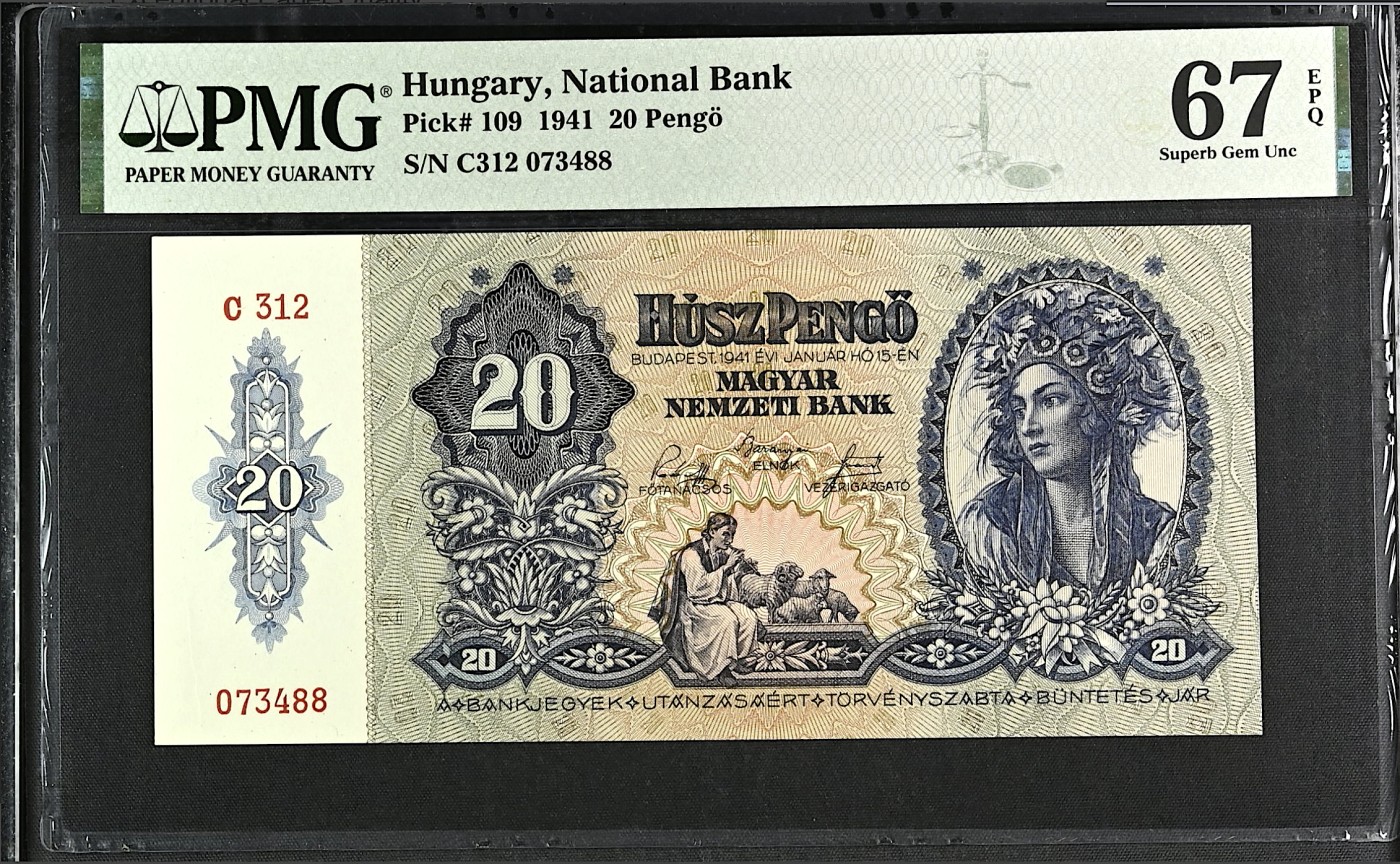 PMG®
PAPER MONEY GUARANTY
Hungary, National Bank
Pick# 109 1941 20 Pengö
S/N C312 073488
67
EPQ
Superb Gem Unc
C 312
20
073488
20
HÚSZ PENGŐ
BUDAPEST, 1941 ÉVI JANUÁR HÓ 15-ÉN
MAGYAR
NEMZETI BANK
ELNÖK
FŐTANÁCSOS
VEZÉRIGAZGATÓ
20
20
A BANKJEGYEK UTÁNZÁSÁÉRT TÖRVÉNYSZABTA BÜNTETÉS JÁR